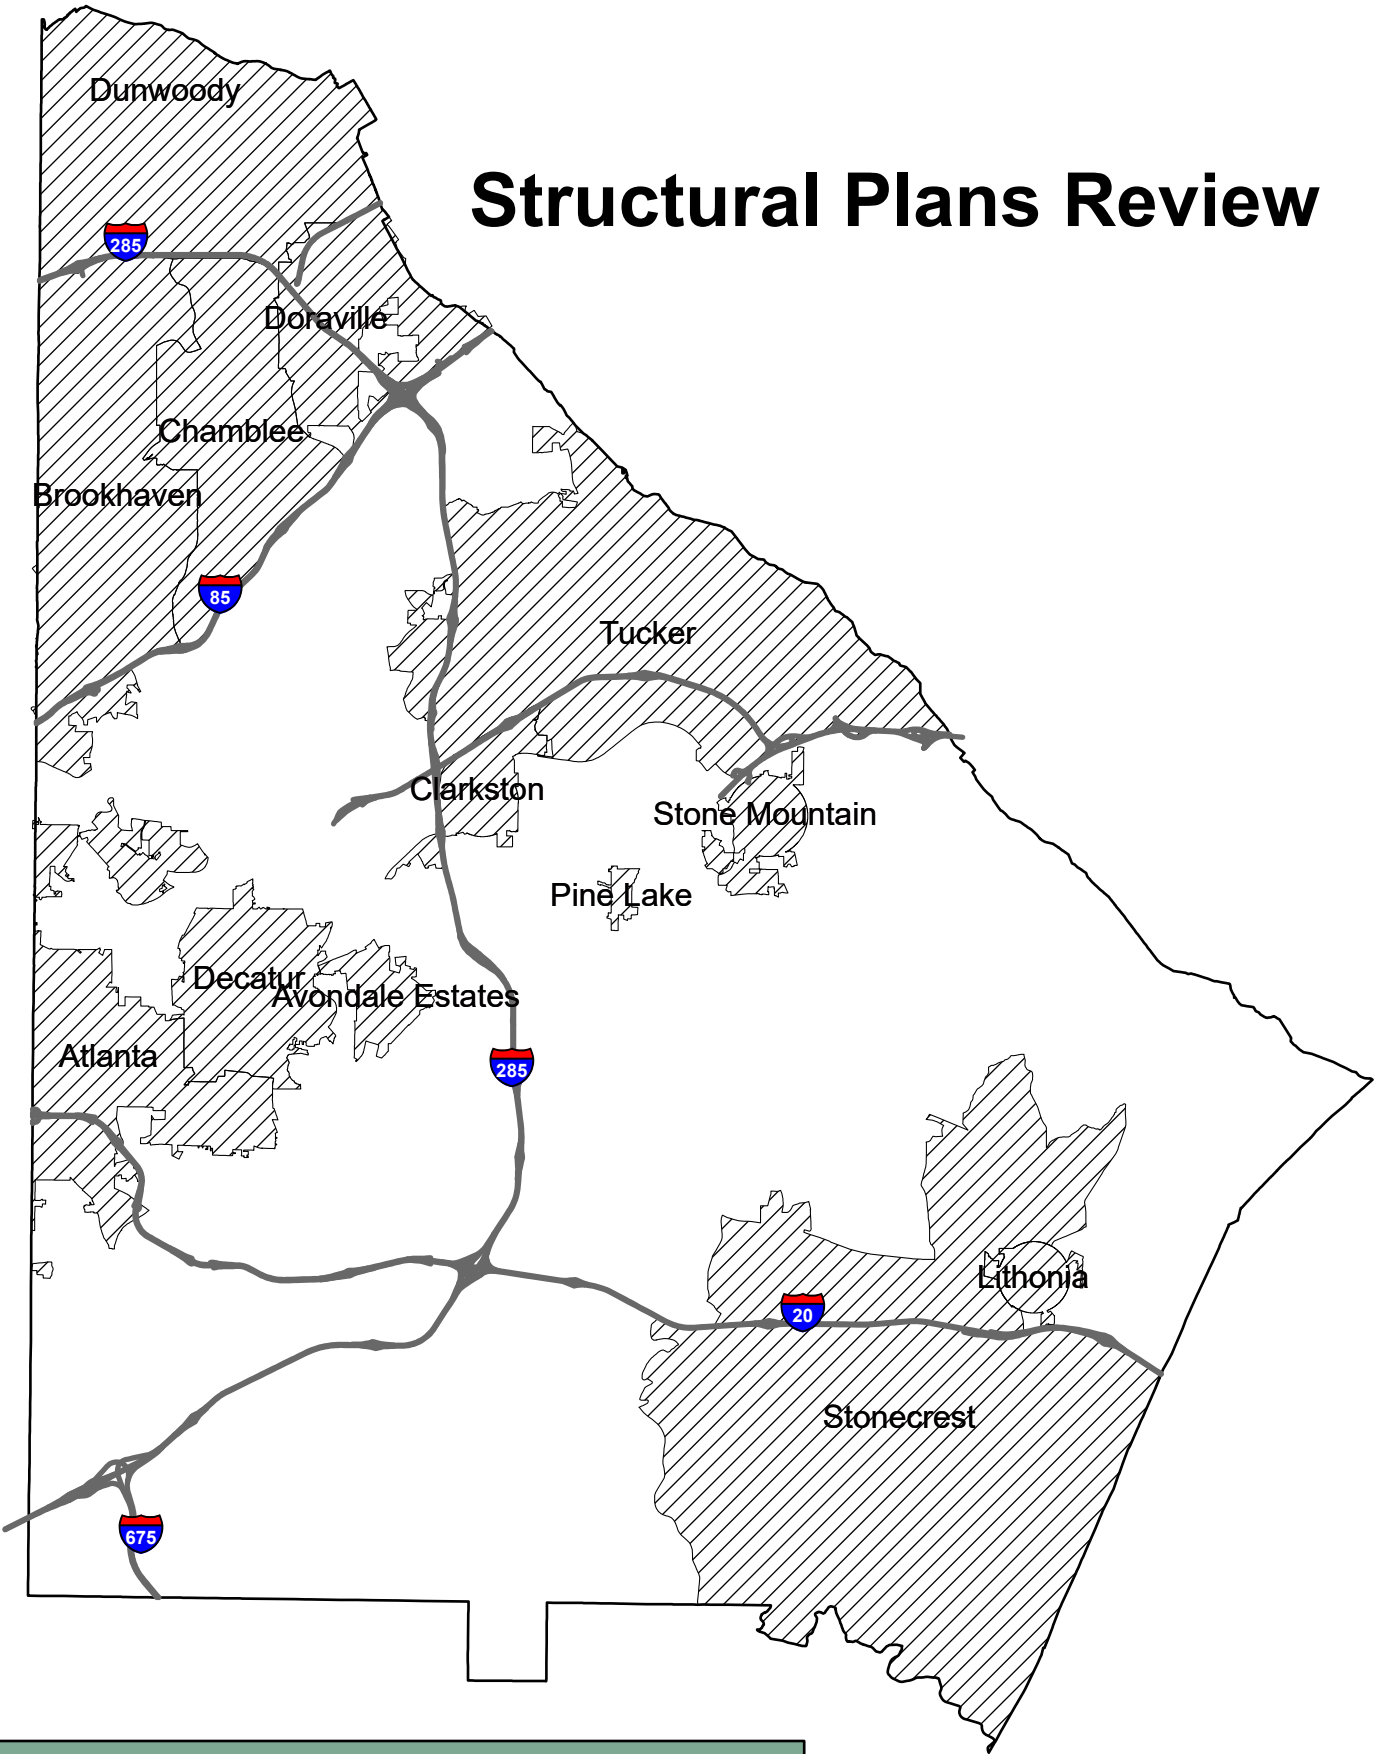 Dunwoody
Structural Plans Review
285
Doraville
Chamblee
Brookhaven
85
Tucker
Clarkston
Stone Mountain
Pine Lake
Decatur
Avondale Estates
Atlanta
285
Lithonia
20
Stonecrest
675